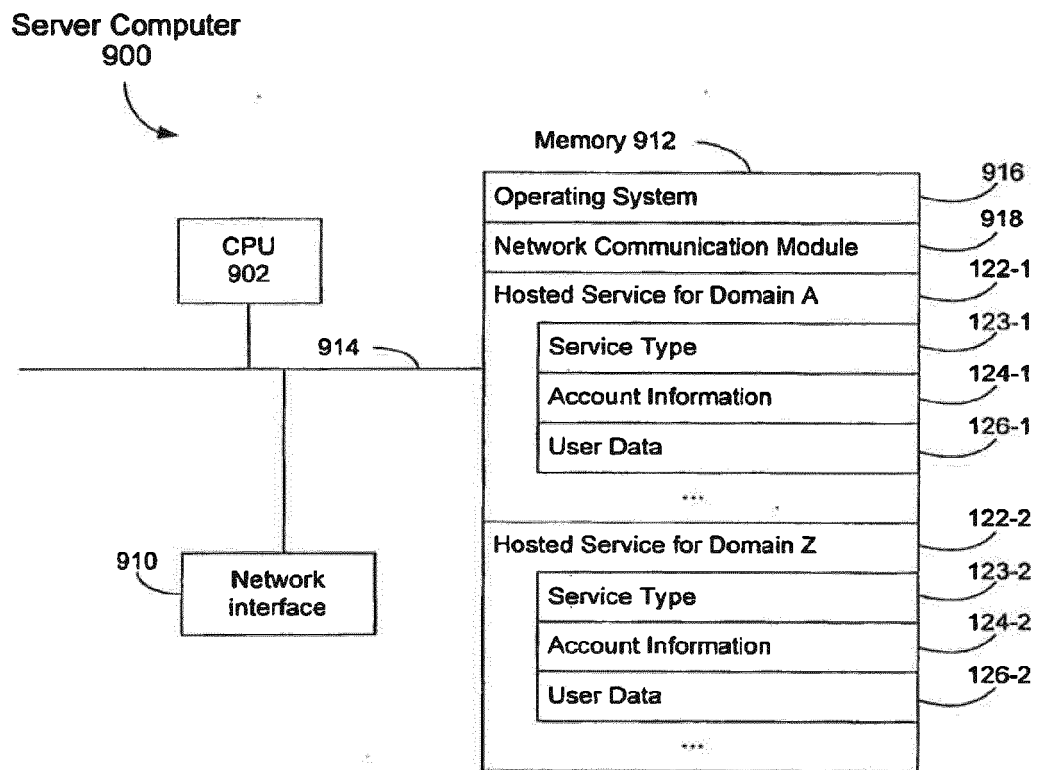 Server Computer
900
Memory 912
916
Operating System
918
Network Communication Module
122-1
Hosted Service for Domain A
123-1
Service Type
124-1
Account Information
126-1
User Data
...
122-2
Hosted Service for Domain Z
123-2
Service Type
124-2
Account Information
126-2
User Data
...
CPU
902
914
910
Network
interface